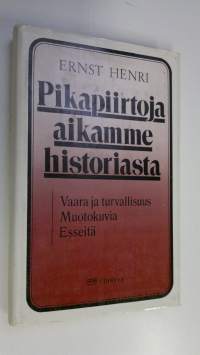 ERNST HENRI
Pikapiirtoja
aikamme
historiasta
Vaara ja turvallisuus
Muotokuvia
Esseitä